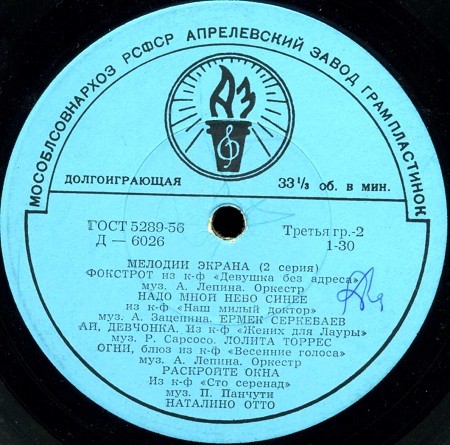 МОСОБЛСОВНАРХОЗ РСФСР АПРЕЛЕВСКИЙ ЗАВОД ГРАМПЛАСТИНОК
АЗ
ДОЛГОИГРАЮЩАЯ 33 1/3 об. в мин.
ГОСТ 5289-56 Третья гр.-2
Д — 6026 1-30
МЕЛОДИИ ЭКРАНА (2 серия)
ФОКСТРОТ из к-ф «Девушка без адреса»
муз. А. Лепина. Оркестр
НАДО МНОЙ НЕБО СИНЕЕ
из к-ф «Наш милый доктор»
муз. А. Зацепина. ЕРМЕК СЕРКЕБАЕВ
АЙ, ДЕВЧОНКА. Из к-ф «Жених для Лауры»
муз. Р. Сарсосо. ЛОЛИТА ТОРРЕС
ОГНИ, блюз из к-ф «Весенние голоса»
муз. А. Лепина. Оркестр
РАСКРОЙТЕ ОКНА
Из к-ф «Сто серенад»
муз. П. Панчути
НАТАЛИНО ОТТО